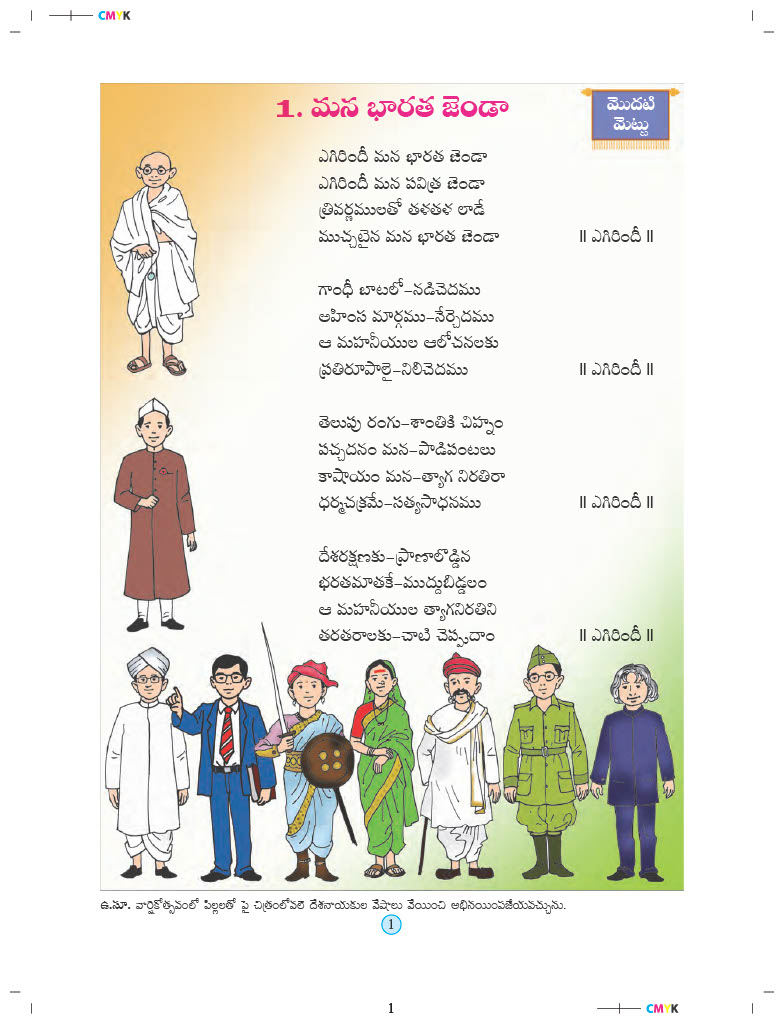 CMYK
1. మన భారత జెండా
మొదటి
మెట్టు
ఎగిరిందీ మన భారత జెండా
ఎగిరిందీ మన పవిత్ర జెండా
త్రివర్ణములతో తళతళ లాడే
ముచ్చటైన మన భారత జెండా ॥ ఎగిరిందీ ॥
గాంధీ బాటలో–నడిచెదము
అహింస మార్గము–నేర్చెదము
ఆ మహనీయుల ఆలోచనలకు
ప్రతిరూపాలై–నిలిచెదము ॥ ఎగిరిందీ ॥
తెలుపు రంగు–శాంతికి చిహ్నం
పచ్చదనం మన–పాడిపంటలు
కాషాయం మన–త్యాగ నిరతిరా
ధర్మచక్రమే–సత్యసాధనము ॥ ఎగిరిందీ ॥
దేశరక్షణకు–ప్రాణాలొడ్డిన
భరతమాతకే–ముద్దుబిడ్డలం
ఆ మహనీయుల త్యాగనిరతిని
తరతరాలకు–చాటి చెప్పుదాం ॥ ఎగిరిందీ ॥
ఉ.సూ. వార్షికోత్సవంలో పిల్లలతో పై చిత్రంలోవలె దేశనాయకుల వేషాలు వేయించి అభినయింపజేయవచ్చును.
1
1
CMYK